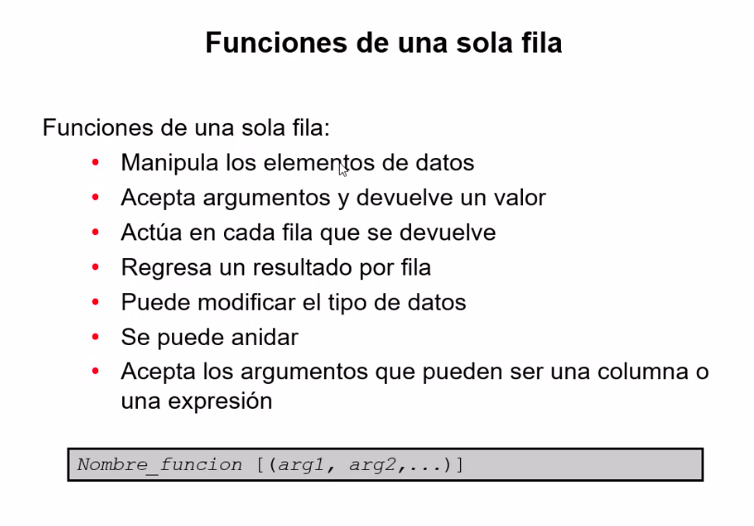 Funciones de una sola fila
Funciones de una sola fila:
• Manipula los elementos de datos
• Acepta argumentos y devuelve un valor
• Actúa en cada fila que se devuelve
• Regresa un resultado por fila
• Puede modificar el tipo de datos
• Se puede anidar
• Acepta los argumentos que pueden ser una columna o
una expresión
Nombre_funcion [(arg1, arg2,...)]